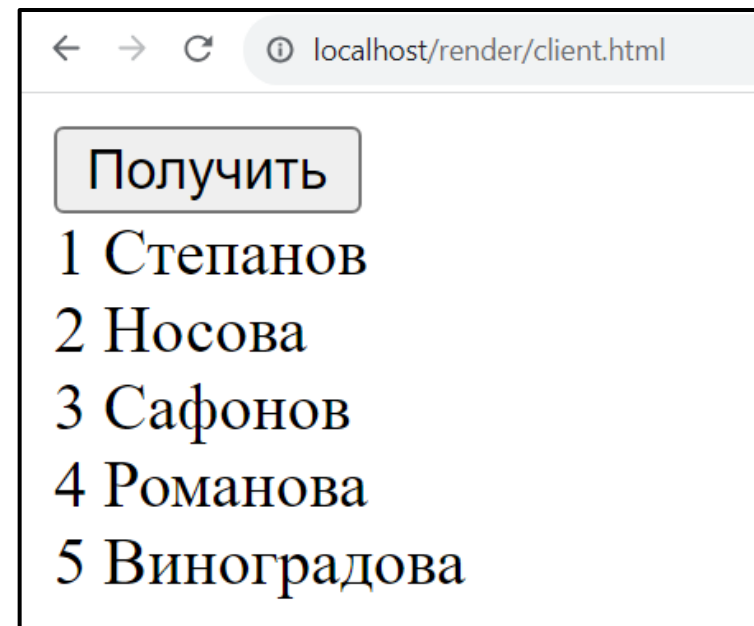 localhost/render/client.html
Получить
1 Степанов
2 Носова
3 Сафонов
4 Романова
5 Виноградова